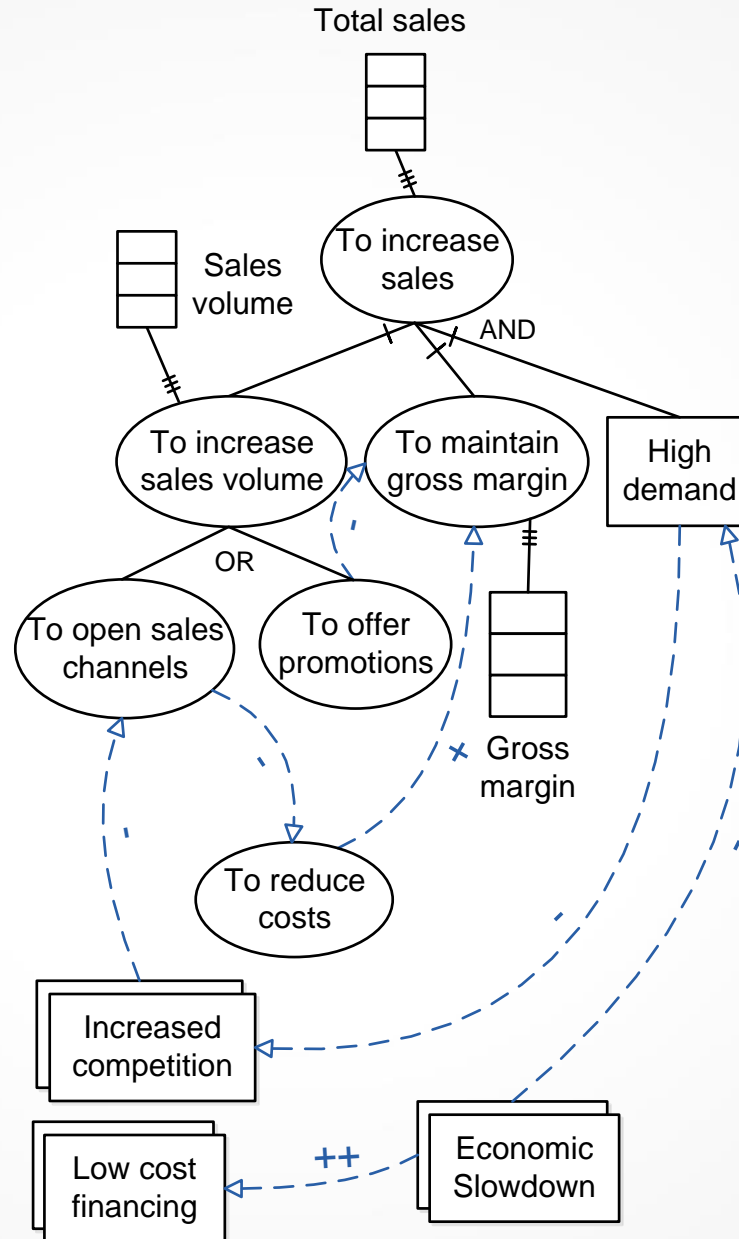 Total sales
To increase
sales
Sales
volume
AND
To increase
sales volume
To maintain
gross margin
High
demand
-
OR
To open sales
channels
To offer
promotions
+
Gross
margin
-
-
-
To reduce
costs
-
Increased
competition
++
Low cost
financing
Economic
Slowdown